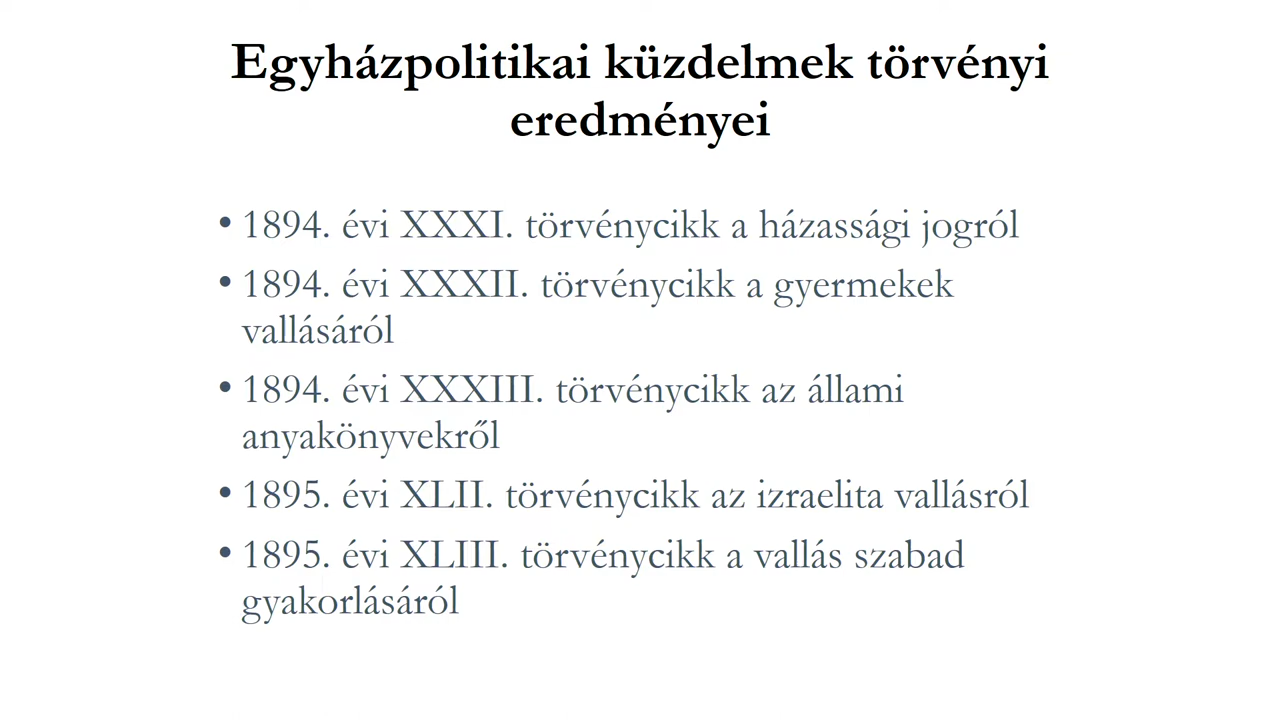 Egyházpolitikai küzdelmek törvényi
eredményei
• 1894. évi XXXI. törvénycikk a házassági jogról
• 1894. évi XXXII. törvénycikk a gyermekek
vallásáról
• 1894. évi XXXIII. törvénycikk az állami
anyakönyvekről
• 1895. évi XLII. törvénycikk az izraelita vallásról
• 1895. évi XLIII. törvénycikk a vallás szabad
gyakorlásáról